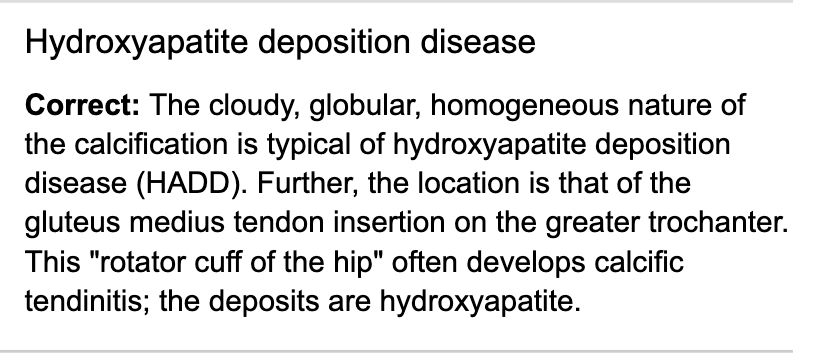 Hydroxyapatite deposition disease
Correct: The cloudy, globular, homogeneous nature of
the calcification is typical of hydroxyapatite deposition
disease (HADD). Further, the location is that of the
gluteus medius tendon insertion on the greater trochanter.
This "rotator cuff of the hip" often develops calcific
tendinitis; the deposits are hydroxyapatite.